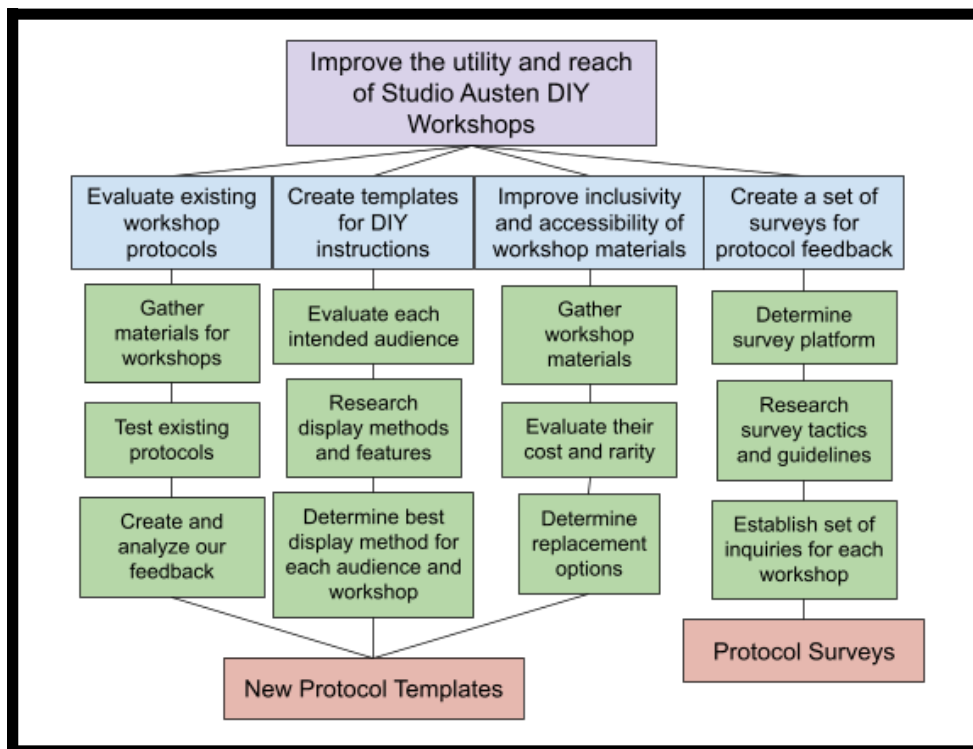 Improve the utility and reach
of Studio Austen DIY
Workshops
Evaluate existing
workshop
protocols
Create templates
for DIY
instructions
Improve inclusivity
and accessibility of
workshop materials
Create a set of
surveys for
protocol feedback
Gather
materials for
workshops
Evaluate each
intended audience
Gather
workshop
materials
Determine
survey platform
Test existing
protocols
Research
display methods
and features
Evaluate their
cost and rarity
Research
survey tactics
and guidelines
Create and
analyze our
feedback
Determine best
display method for
each audience and
workshop
Determine
replacement
options
Establish set of
inquiries for each
workshop
New Protocol Templates
Protocol Surveys